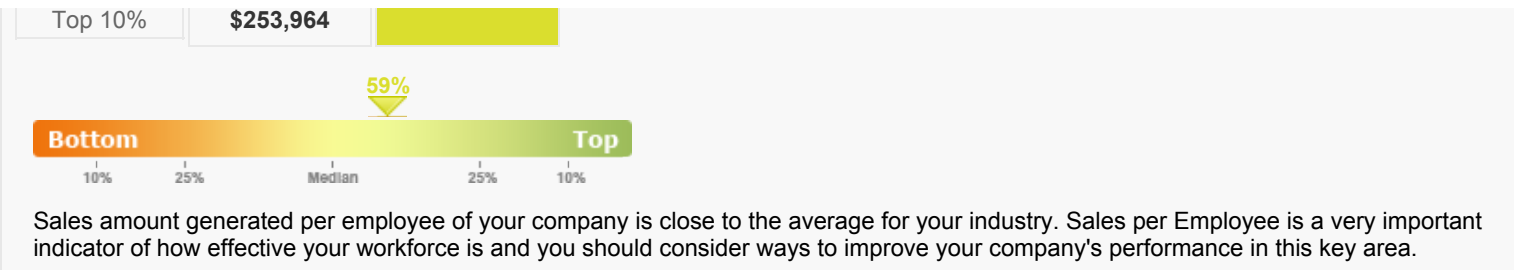 Top 10% $253,964
59%
Bottom Top
10% 25% Median 25% 10%
Sales amount generated per employee of your company is close to the average for your industry. Sales per Employee is a very important
indicator of how effective your workforce is and you should consider ways to improve your company's performance in this key area.